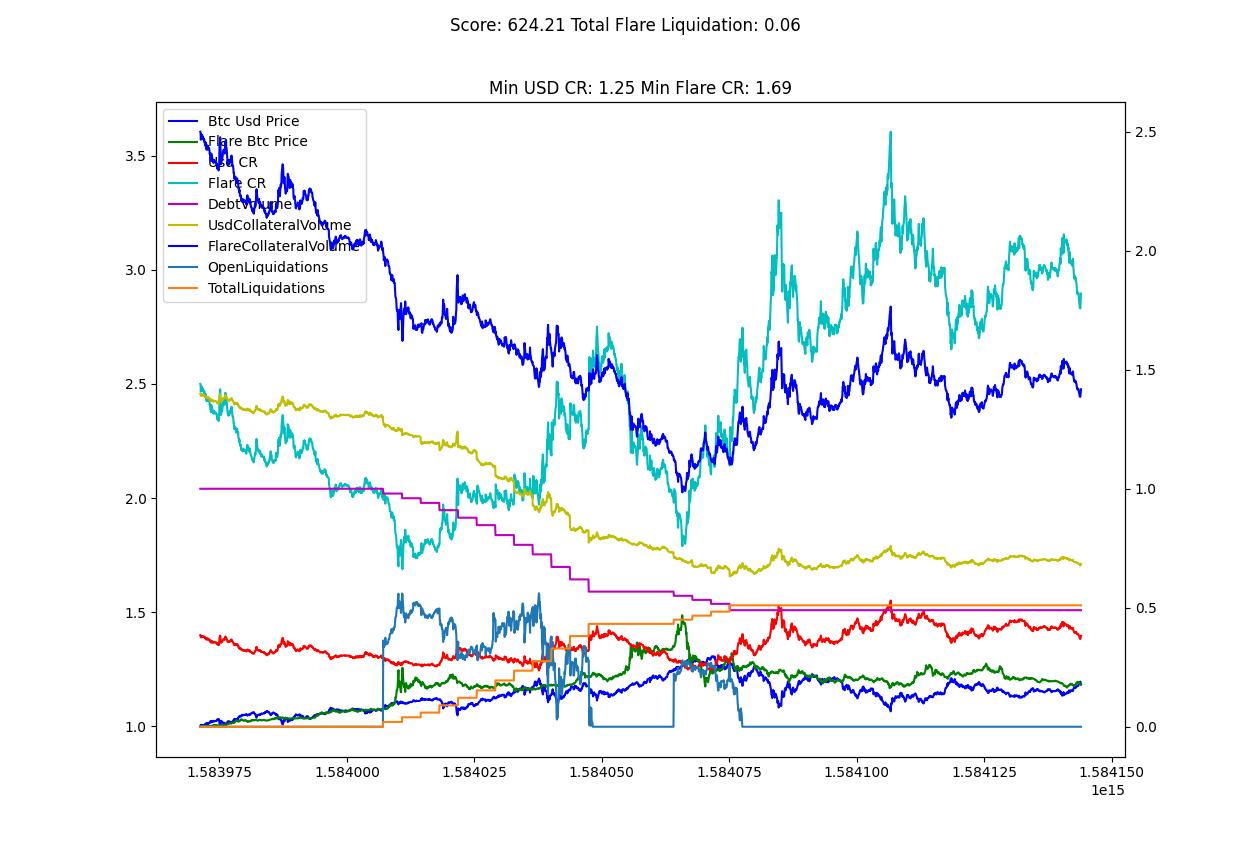 Score: 624.21 Total Flare Liquidation: 0.06
Min USD CR: 1.25 Min Flare CR: 1.69
Btc Usd Price
Flare Btc Price
Usd CR
Flare CR
DebtVolume
UsdCollateralVolume
FlareCollateralVolume
OpenLiquidations
TotalLiquidations
3.5
3.0
2.5
2.0
1.5
1.0
2.5
2.0
1.5
1.0
0.5
0.0
1.583975 1.584000 1.584025 1.584050 1.584075 1.584100 1.584125 1.584150
1e15